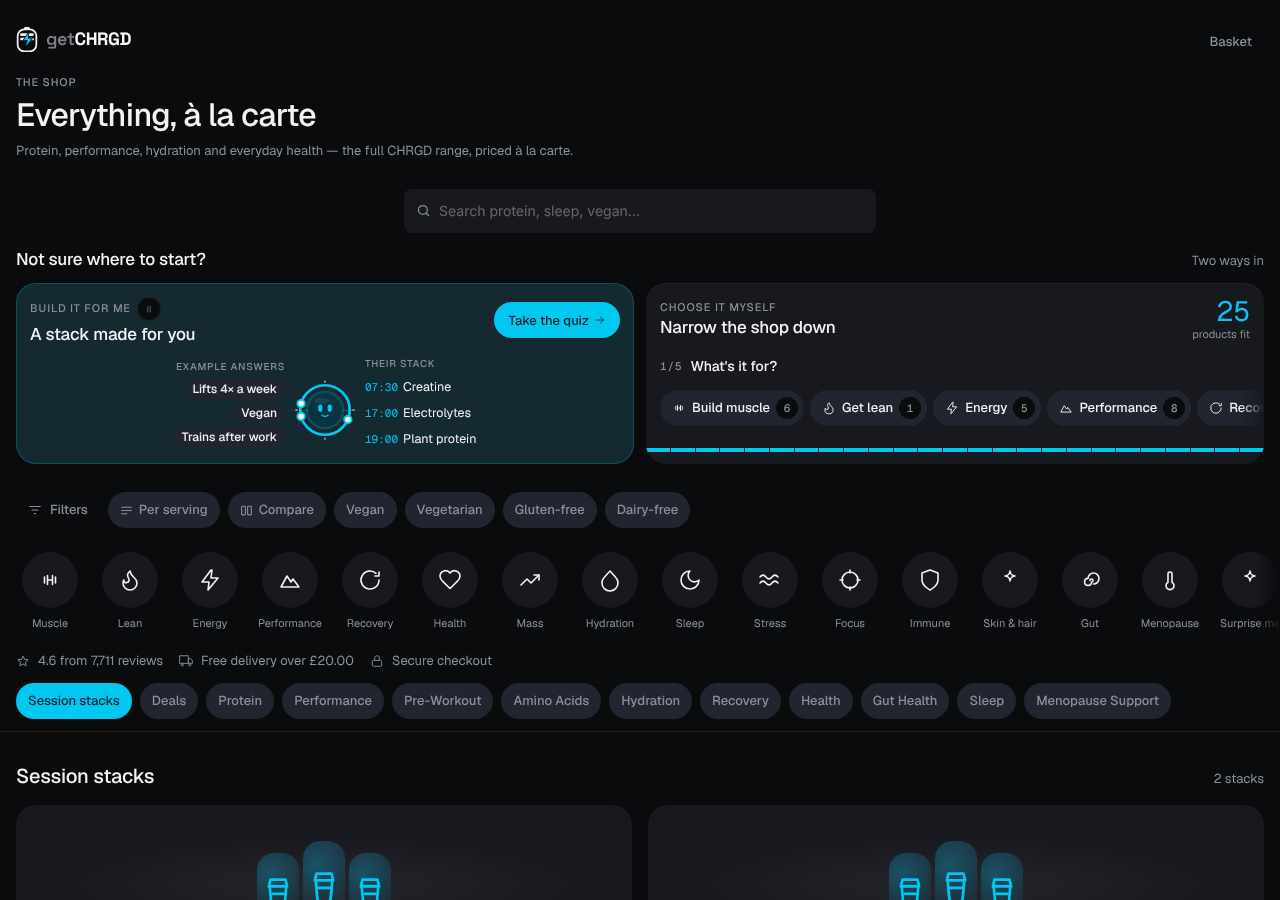 getCHRGD
Basket
THE SHOP
Everything, à la carte
Protein, performance, hydration and everyday health — the full CHRGD range, priced à la carte.
Search protein, sleep, vegan...
Not sure where to start?
Two ways in
BUILD IT FOR ME
A stack made for you
Take the quiz →
EXAMPLE ANSWERS
Lifts 4× a week
Vegan
Trains after work
THEIR STACK
07:30 Creatine
17:00 Electrolytes
19:00 Plant protein
CHOOSE IT MYSELF
Narrow the shop down
25
products fit
1/5 What's it for?
Build muscle 6
Get lean 1
Energy 5
Performance 8
Reco
Filters
Per serving
Compare
Vegan
Vegetarian
Gluten-free
Dairy-free
Muscle
Lean
Energy
Performance
Recovery
Health
Mass
Hydration
Sleep
Stress
Focus
Immune
Skin & hair
Gut
Menopause
Surprise
4.6 from 7,711 reviews
Free delivery over £20.00
Secure checkout
Session stacks
Deals
Protein
Performance
Pre-Workout
Amino Acids
Hydration
Recovery
Health
Gut Health
Sleep
Menopause Support
Session stacks
2 stacks